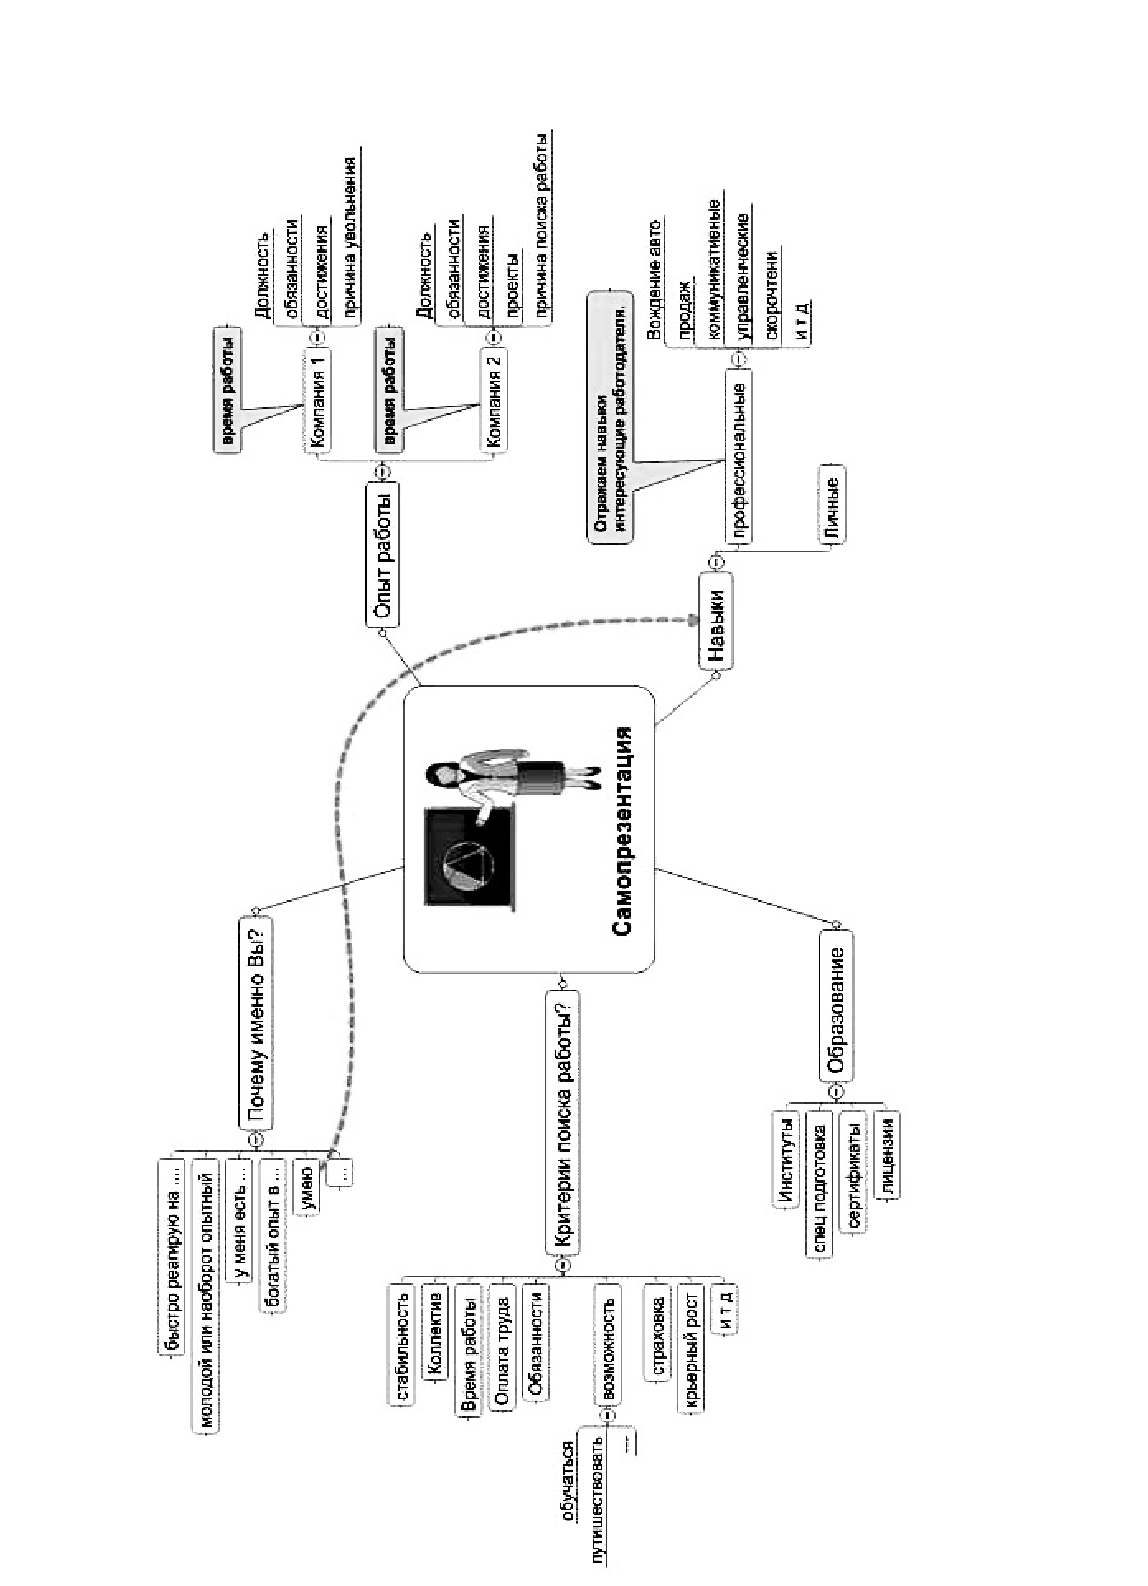 быстро реагирую на ...
молодой или наоборот опытный
у меня есть ...
богатый опыт в ...
умею
...
Почему именно Вы?
стабильность
Коллектив
Время работы
Оплата труда
Обязанности
обучаться
путишествовать
...
возможность
страховка
крьерный рост
и т д
Критерии поиска работы?
Институты
спец подготовка
сертификаты
лицензии
Образование
Самопрезентация
Опыт работы
время работы
Компания 1
Должность
обязанности
достижения
причина увольнения
время работы
Компания 2
Должность
обязанности
достижения
проекты
причина поиска работы
Навыки
Отражаем навыки
интересующие работодателя.
профессиональные
Вождение авто
продаж
коммуникативные
управленческие
скорочтени
и т д
Личные